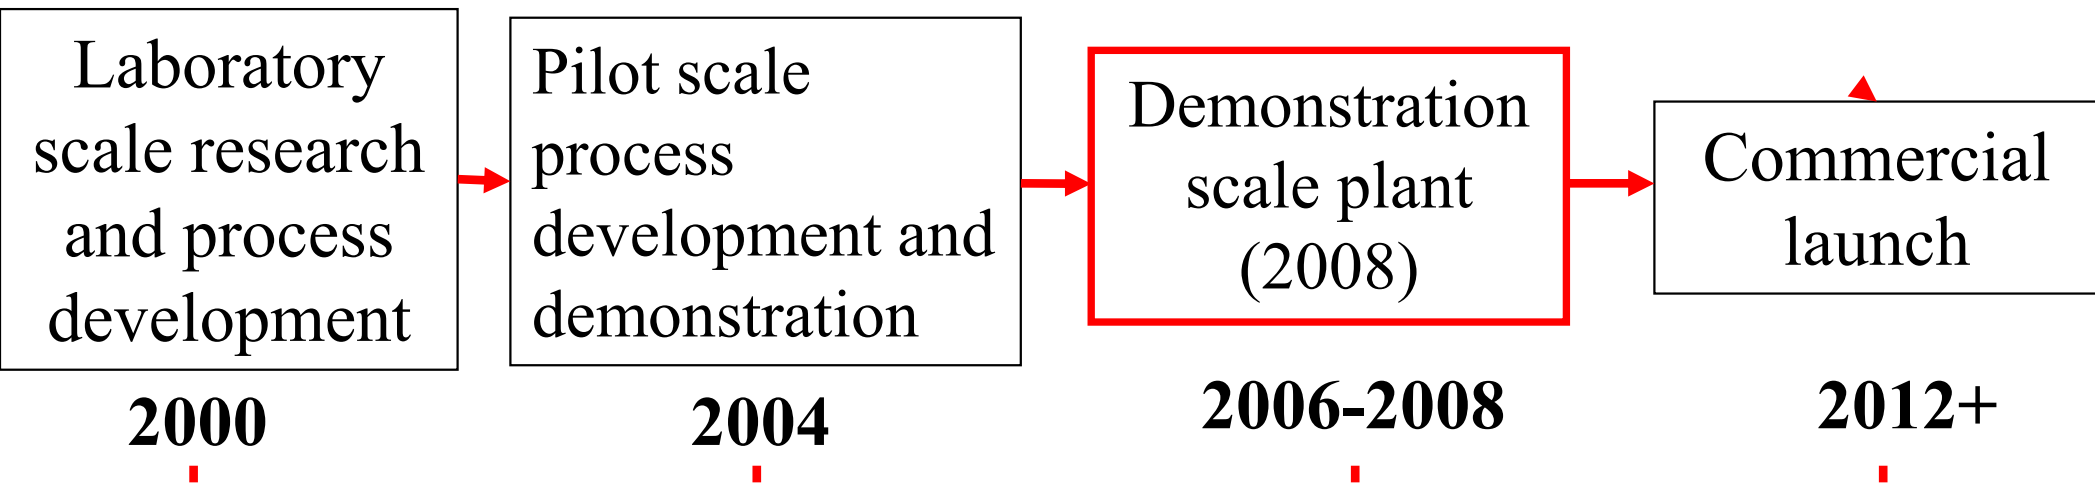 Laboratory
scale research
and process
development
2000
Pilot scale
process
development and
demonstration
2004
Demonstration
scale plant
(2008)
2006-2008
Commercial
launch
2012+